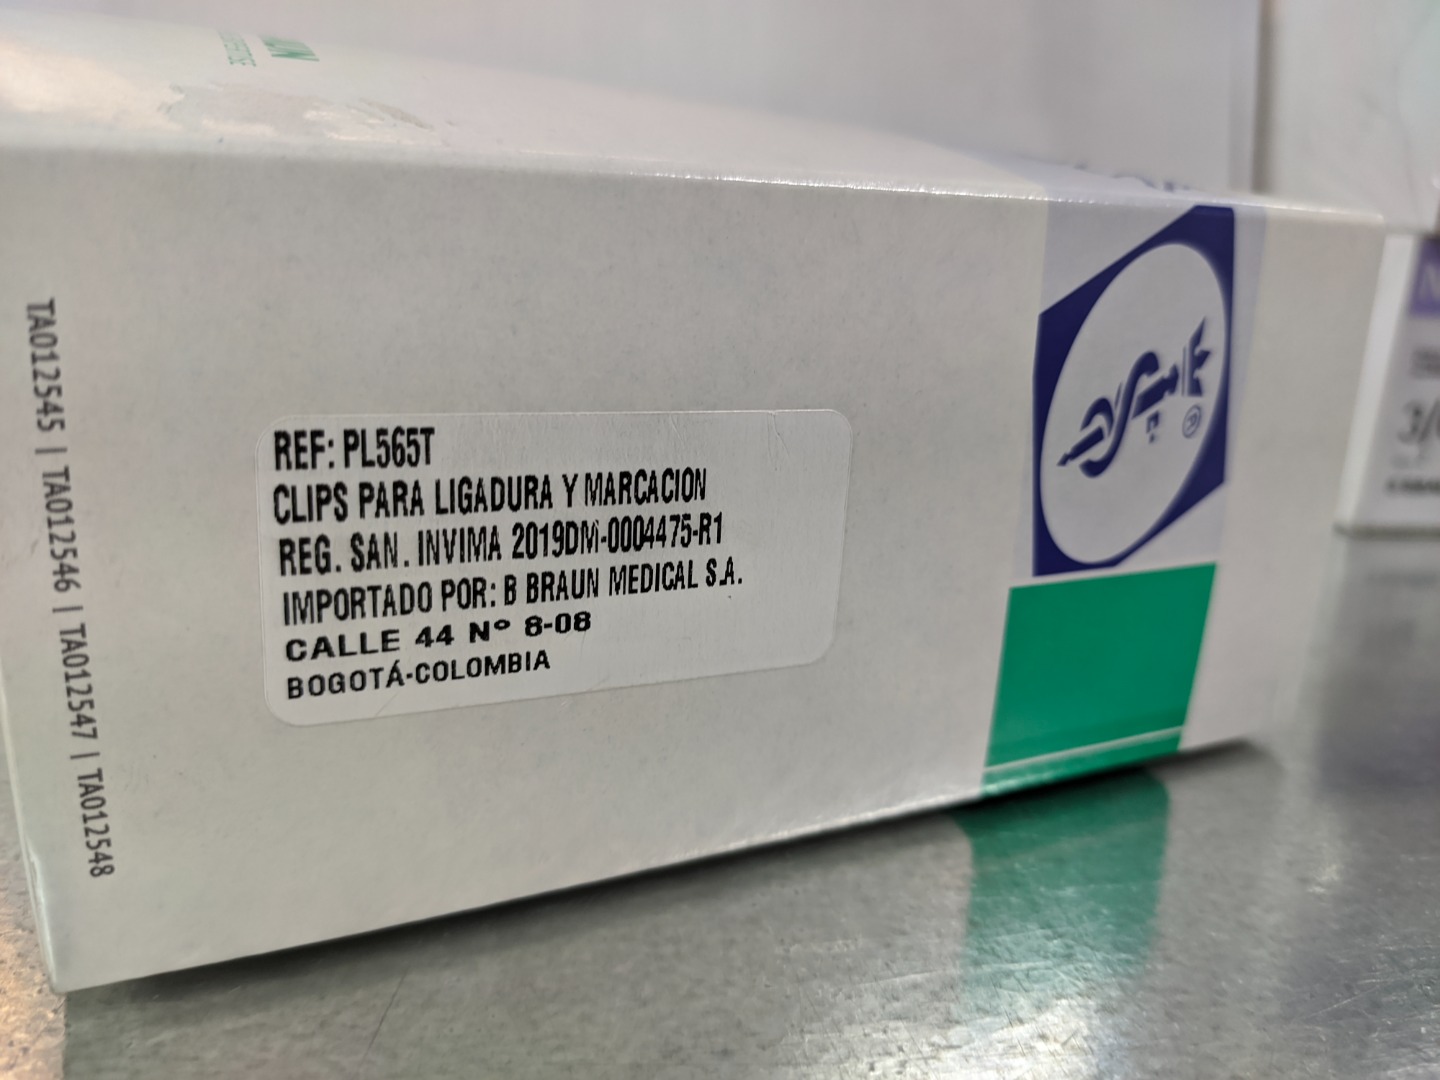 REF: PL565T
CLIPS PARA LIGADURA Y MARCACION
REG. SAN. INVIMA 2019DM-0004475-R1
IMPORTADO POR: B BRAUN MEDICAL S.A.
CALLE 44 Nº 8-08
BOGOTÁ-COLOMBIA
TA012545 | TA012546 | TA012547 | TA012548
®